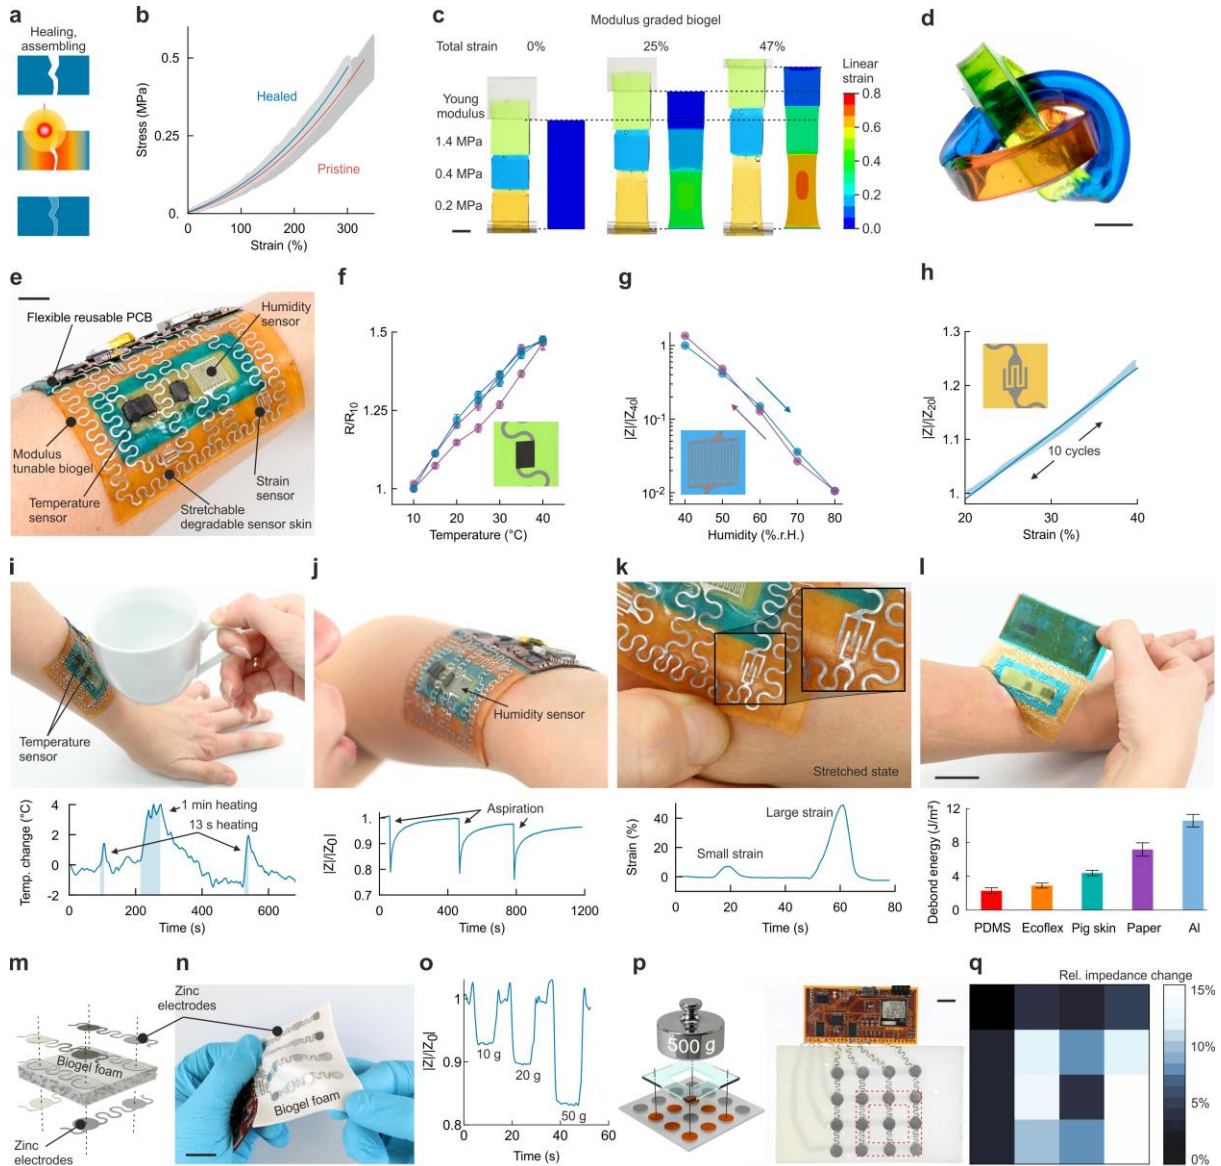 a
Healing,
assembling
b
Stress (MPa)
0.5
0.25
0.
Healed
Pristine
0 100 200 300
Strain (%)
c
Modulus graded biogel
Total strain 0% 25% 47%
Young
modulus
1.4 MPa
0.4 MPa
0.2 MPa
Linear
strain
0.8
0.6
0.4
0.2
0.0
d
e
Flexible reusable PCB
Humidity
sensor
Modulus
tunable biogel
Temperature
sensor
Stretchable
degradable sensor skin
Strain
sensor
f
R/R10
1.5
1.25
1.
10 20 30 40
Temperature (°C)
g
|Z|/|Z40|
1.
10-1
10-2
40 50 60 70 80
Humidity (%.r.H.)
h
|Z|/|Z20|
1.3
1.2
1.1
1.
10 cycles
20 30 40
Strain (%)
i
Temperature
sensor
Temp. change (°C)
4
2
0
-2
1 min heating
13 s heating
0 200 400 600
Time (s)
j
Humidity sensor
|Z|/|Z0|
1.
0.9
0.8
0.7
Aspiration
0 400 800 1200
Time (s)
k
Stretched state
Strain (%)
40
20
0
Small strain
Large strain
0 20 40 60 80
Time (s)
l
Debond energy (J/m²)
12
8
4
0
PDMS Ecoflex Pig skin Paper Al
m
Biogel foam
Zinc
electrodes
n
Zinc
electrodes
Biogel foam
o
|Z|/|Z0|
1.
0.9
0.8
10 g
20 g
50 g
0 20 40 60
Time (s)
p
500 g
q
Rel. impedance change
15%
10%
5%
0%